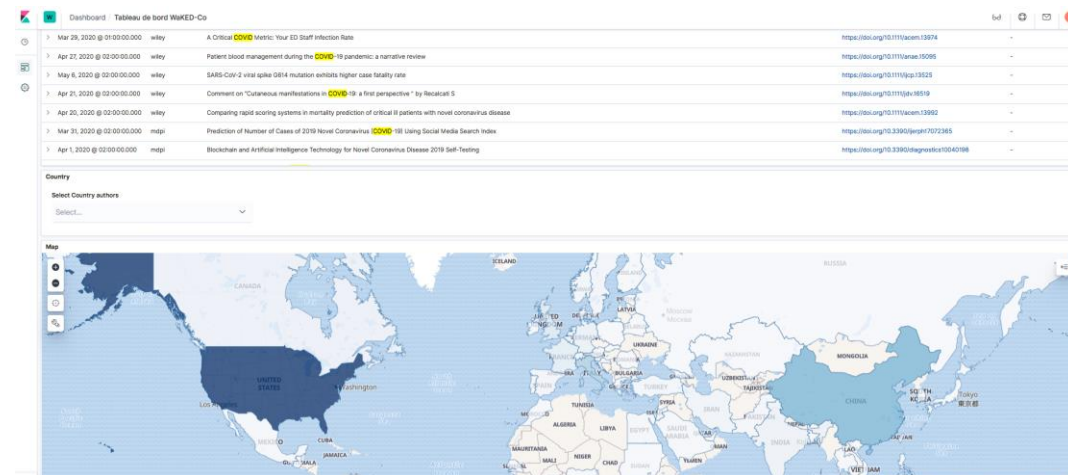 W Dashboard / Tableau de bord WaKED-Co
Mar 29, 2020 @ 01:00:00.000 wiley A Critical COVID Metric: Your ED Staff Infection Rate https://doi.org/10.1111/acem.13974 -
Apr 27, 2020 @ 02:00:00.000 wiley Patient blood management during the COVID-19 pandemic: a narrative review https://doi.org/10.1111/anae.15095 -
May 6, 2020 @ 02:00:00.000 wiley SARS-CoV-2 viral spike G614 mutation exhibits higher case fatality rate https://doi.org/10.1111/ijcp.13525 -
Apr 21, 2020 @ 02:00:00.000 wiley Comment on "Cutaneous manifestations in COVID-19: a first perspective " by Recalcati S https://doi.org/10.1111/jdv.16519 -
Apr 20, 2020 @ 02:00:00.000 wiley Comparing rapid scoring systems in mortality prediction of critical ill patients with novel coronavirus disease https://doi.org/10.1111/acem.13992 -
Mar 31, 2020 @ 02:00:00.000 mdpi Prediction of Number of Cases of 2019 Novel Coronavirus (COVID-19) Using Social Media Search Index https://doi.org/10.3390/ijerph17072365 -
Apr 1, 2020 @ 02:00:00.000 mdpi Blockchain and Artificial Intelligence Technology for Novel Coronavirus Disease 2019 Self-Testing https://doi.org/10.3390/diagnostics10040198 -
Country
Select Country authors
Select...
Map
ICELAND
RUSSIA
CANADA
LATVIA
Moscow
UKRAINE
KAZAKHSTAN
MONGOLIA
FRANCE
ITALY
BULGARIA
UNITED STATES
Washington
SPAIN
TURKEY
UZBEKISTAN
TAJIKISTAN
CHINA
Tokyo
東京都
TUNISIA
SYRIA
IRAN
ALGERIA
LIBYA
EGYPT
SAUDI ARABIA
INDIA
MEXICO
CUBA
JAMAICA
MAURITANIA
MALI
NIGER
CHAD
SUDAN
YEMEN
LAO